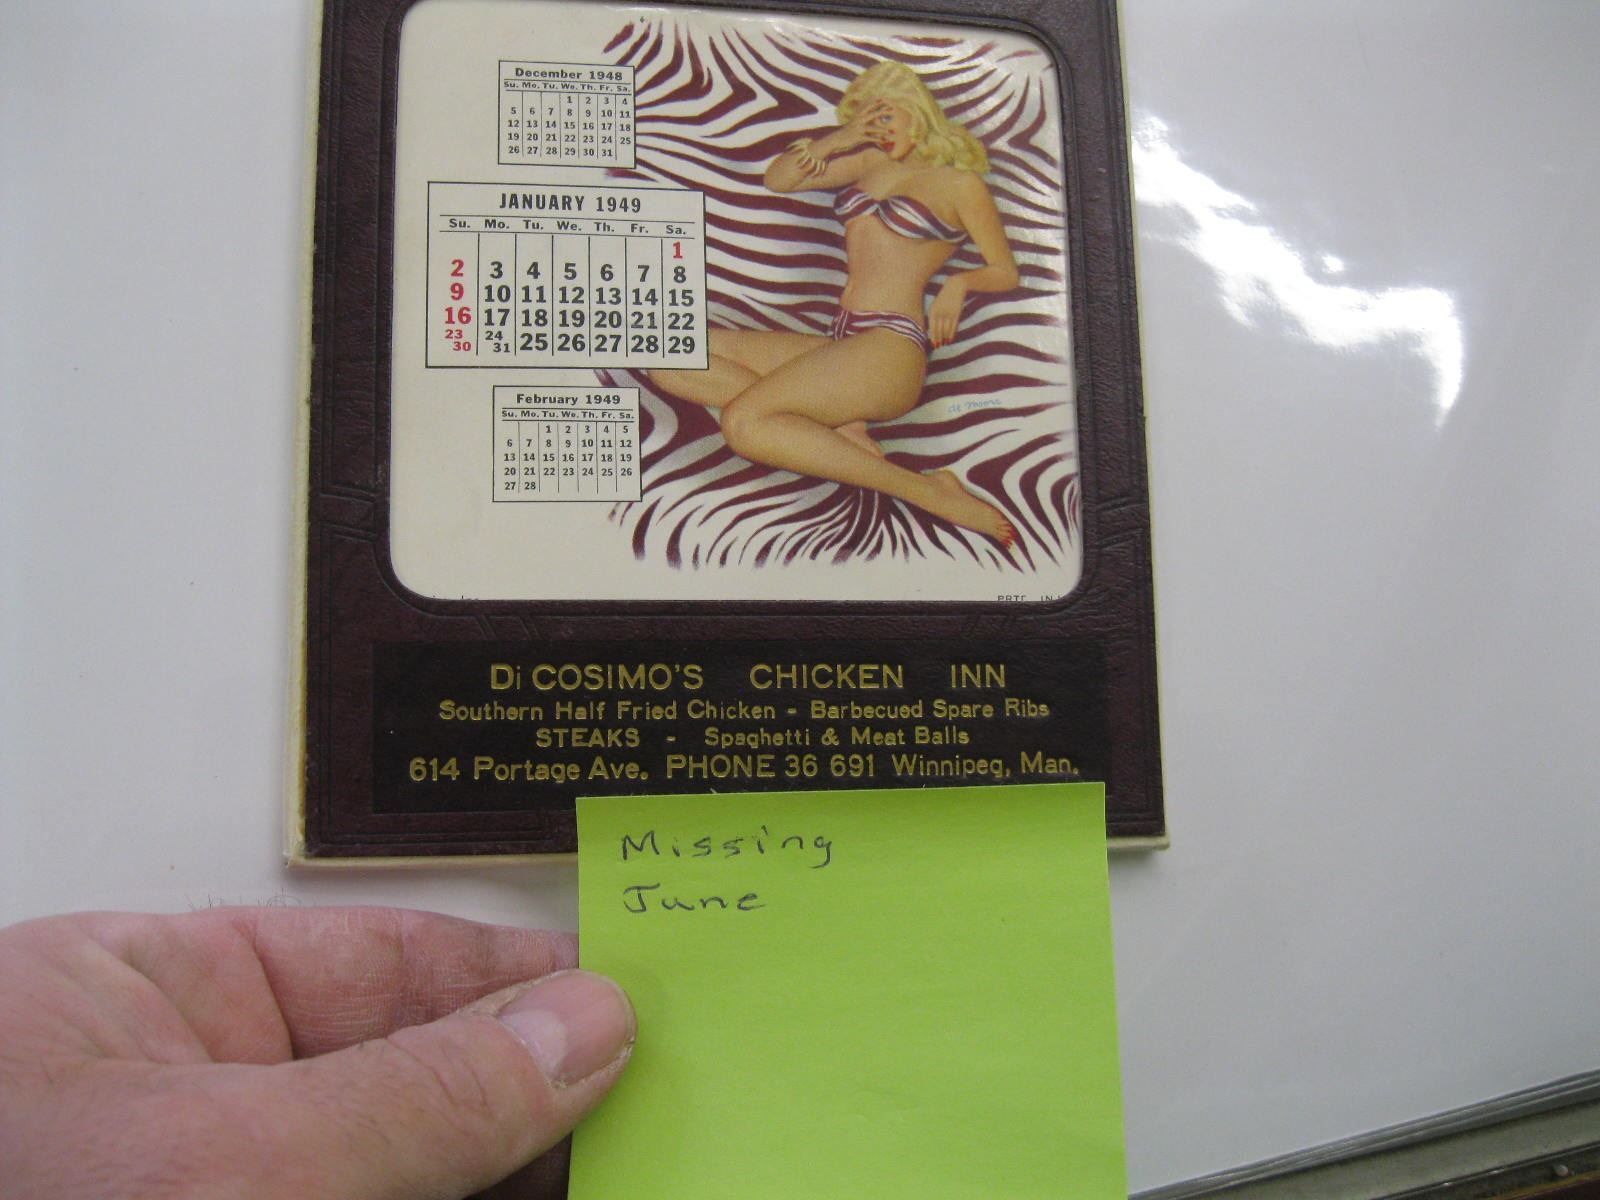 December 1948
Su. Mo. Tu. We. Th. Fr. Sa.
1 2 3 4
5 6 7 8 9 10 11
12 13 14 15 16 17 18
19 20 21 22 23 24 25
26 27 28 29 30 31
JANUARY 1949
Su. Mo. Tu. We. Th. Fr. Sa.
1
2 3 4 5 6 7 8
9 10 11 12 13 14 15
16 17 18 19 20 21 22
23 30 24 31 25 26 27 28 29
February 1949
Su. Mo. Tu. We. Th. Fr. Sa.
1 2 3 4 5
6 7 8 9 10 11 12
13 14 15 16 17 18 19
20 21 22 23 24 25 26
27 28
al moore
Di COSIMO'S CHICKEN INN
Southern Half Fried Chicken - Barbecued Spare Ribs
STEAKS - Spaghetti & Meat Balls
614 Portage Ave. PHONE 36 691 Winnipeg, Man.
Missing
June